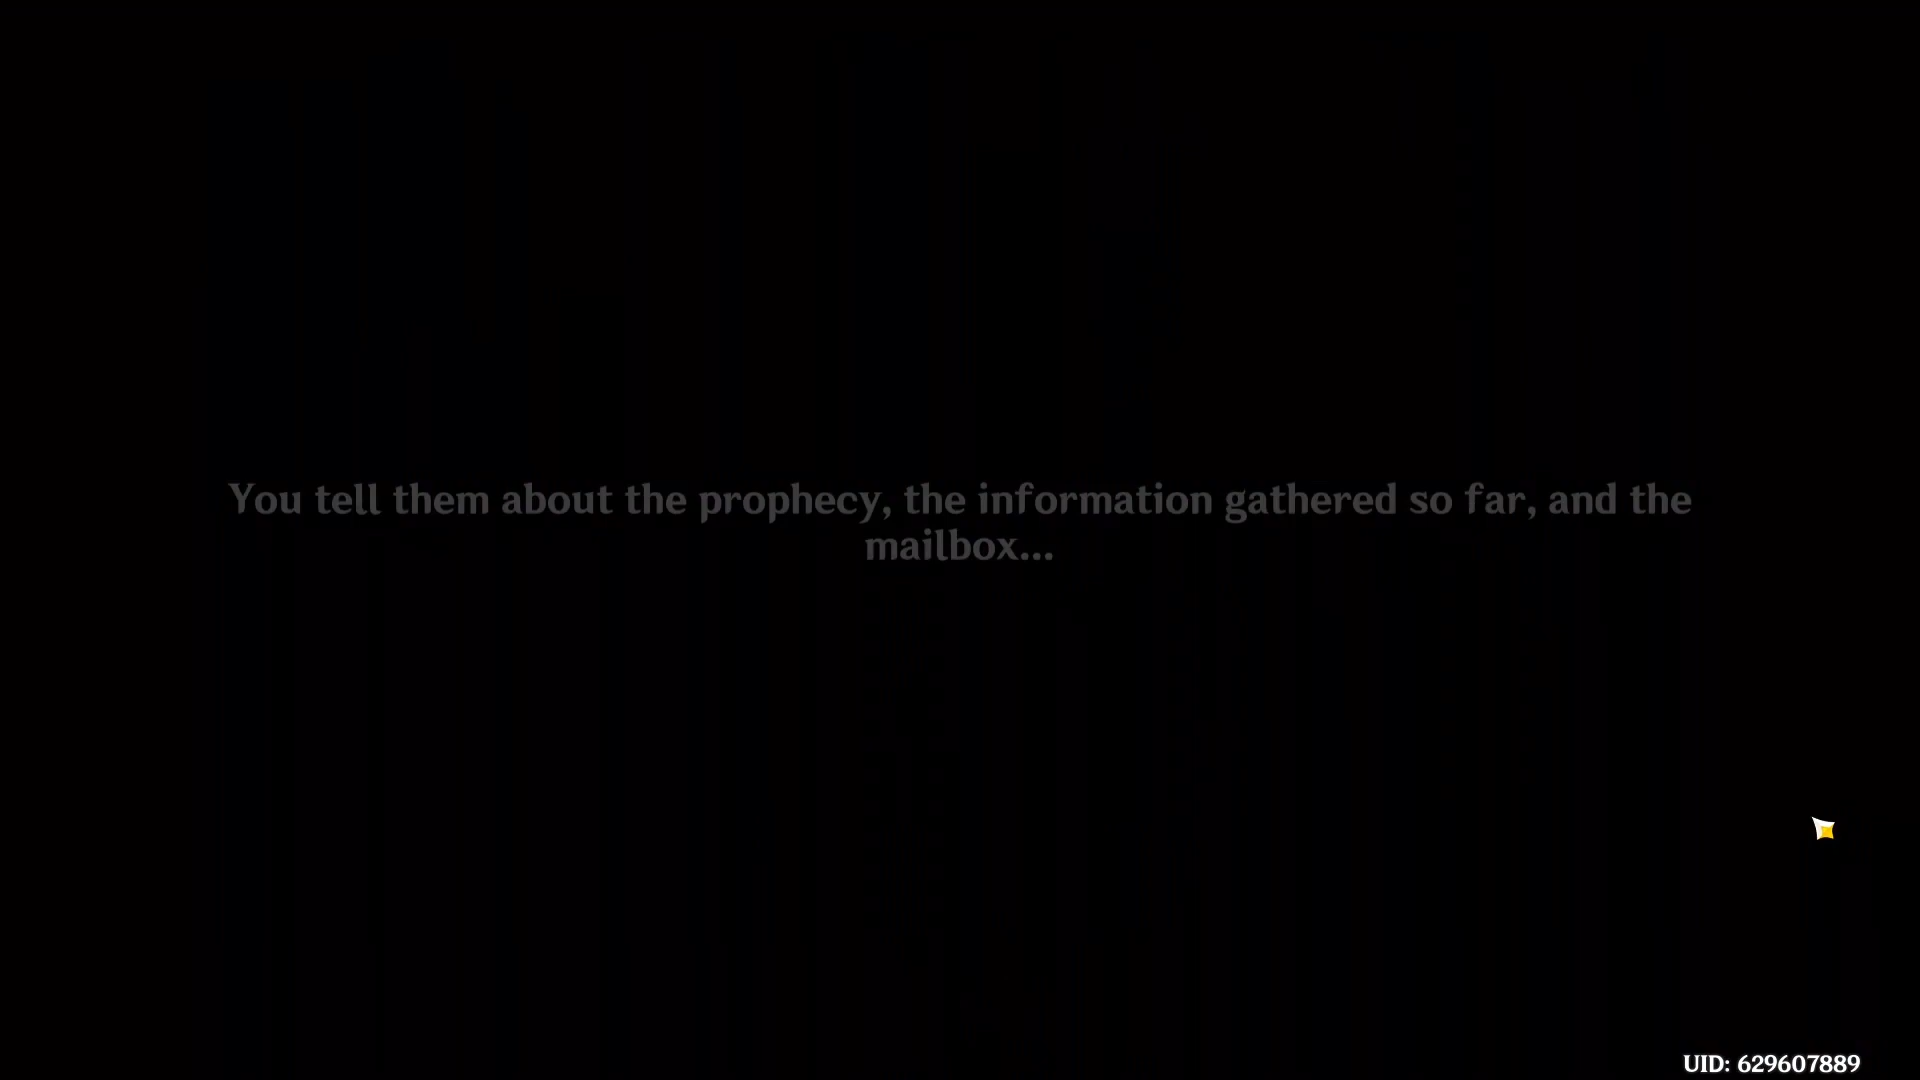 You tell them about the prophecy, the information gathered so far, and the
mailbox...
UID: 629607889